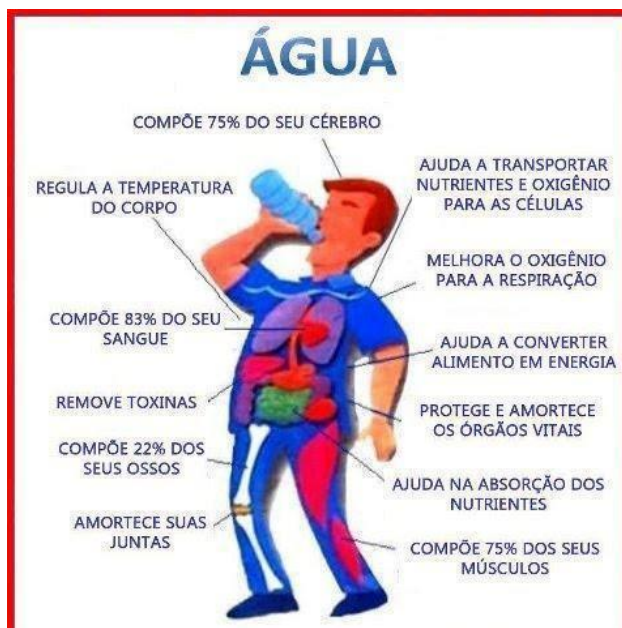 ÁGUA
COMPÕE 75% DO SEU CÉREBRO
REGULA A TEMPERATURA
DO CORPO
AJUDA A TRANSPORTAR
NUTRIENTES E OXIGÊNIO
PARA AS CÉLULAS
MELHORA O OXIGÊNIO
PARA A RESPIRAÇÃO
COMPÕE 83% DO SEU
SANGUE
AJUDA A CONVERTER
ALIMENTO EM ENERGIA
REMOVE TOXINAS
PROTEGE E AMORTECE
OS ÓRGÃOS VITAIS
COMPÕE 22% DOS
SEUS OSSOS
AJUDA NA ABSORÇÃO DOS
NUTRIENTES
AMORTECE SUAS
JUNTAS
COMPÕE 75% DOS SEUS
MÚSCULOS